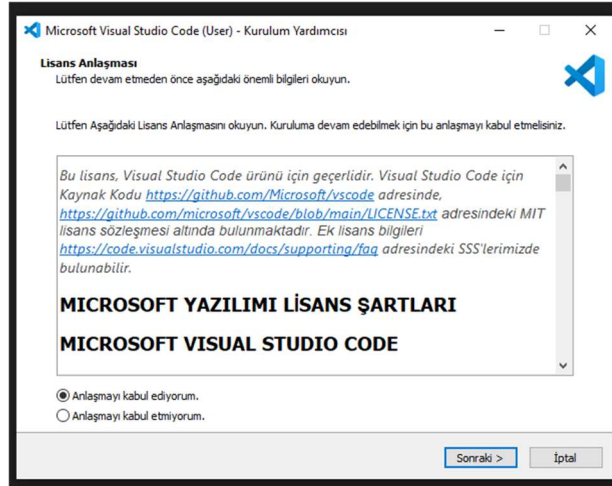 Microsoft Visual Studio Code (User) - Kurulum Yardımcısı
Lisans Anlaşması
Lütfen devam etmeden önce aşağıdaki önemli bilgileri okuyun.
Lütfen Aşağıdaki Lisans Anlaşmasını okuyun. Kuruluma devam edebilmek için bu anlaşmayı kabul etmelisiniz.
Bu lisans, Visual Studio Code ürünü için geçerlidir. Visual Studio Code için
Kaynak Kodu https://github.com/Microsoft/vscode adresinde,
https://github.com/microsoft/vscode/blob/main/LICENSE.txt adresindeki MIT
lisans sözleşmesi altında bulunmaktadır. Ek lisans bilgileri
https://code.visualstudio.com/docs/supporting/faq adresindeki SSS'lerimizde
bulunabilir.
MICROSOFT YAZILIMI LİSANS ŞARTLARI
MICROSOFT VISUAL STUDIO CODE
Anlaşmayı kabul ediyorum.
Anlaşmayı kabul etmiyorum.
Sonraki > İptal